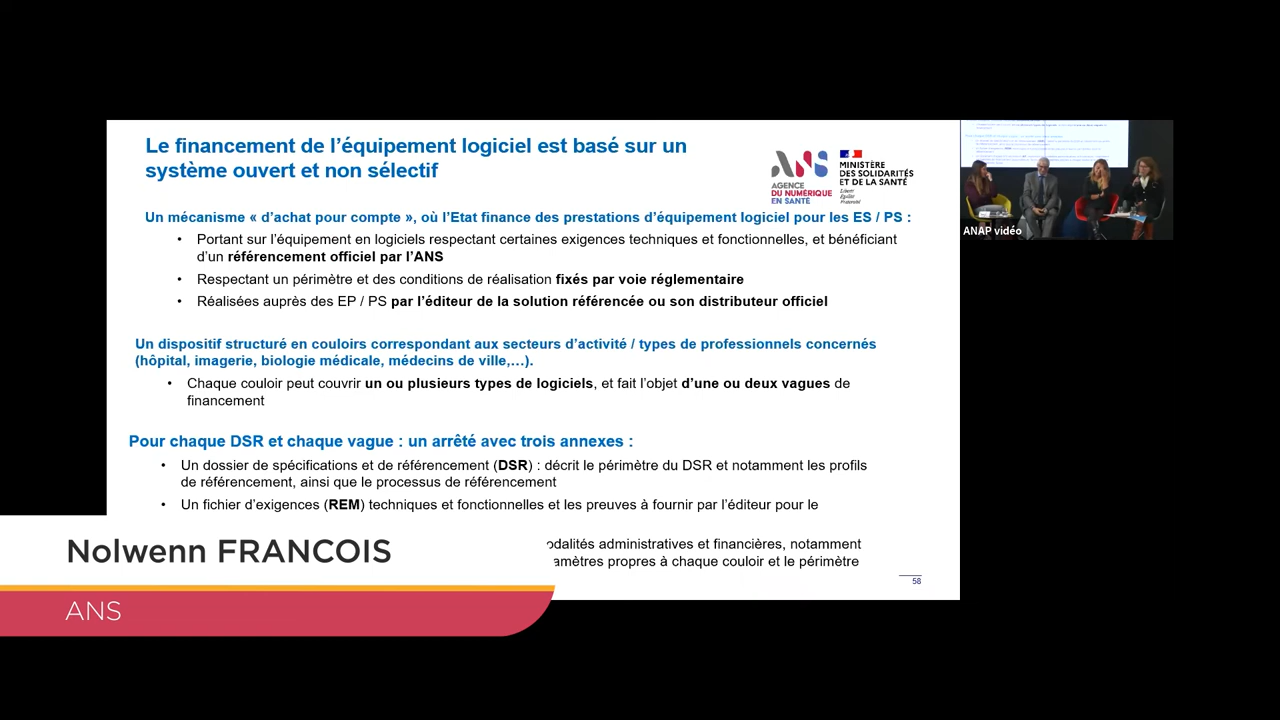 Le financement de l'équipement logiciel est basé sur un
système ouvert et non sélectif
ANS
AGENCE
DU NUMÉRIQUE
EN SANTÉ
MINISTÈRE
DES SOLIDARITÉS
ET DE LA SANTÉ
Liberté
Égalité
Fraternité
Un mécanisme « d'achat pour compte », où l'Etat finance des prestations d'équipement logiciel pour les ES / PS :
• Portant sur l'équipement en logiciels respectant certaines exigences techniques et fonctionnelles, et bénéficiant
d'un référencement officiel par l'ANS
• Respectant un périmètre et des conditions de réalisation fixés par voie réglementaire
• Réalisées auprès des EP / PS par l'éditeur de la solution référencée ou son distributeur officiel
Un dispositif structuré en couloirs correspondant aux secteurs d'activité / types de professionnels concernés
(hôpital, imagerie, biologie médicale, médecins de ville,…).
• Chaque couloir peut couvrir un ou plusieurs types de logiciels, et fait l'objet d'une ou deux vagues de
financement
Pour chaque DSR et chaque vague : un arrêté avec trois annexes :
• Un dossier de spécifications et de référencement (DSR) : décrit le périmètre du DSR et notamment les profils
de référencement, ainsi que le processus de référencement
• Un fichier d'exigences (REM) techniques et fonctionnelles et les preuves à fournir par l'éditeur pour le
odalités administratives et financières, notamment
amètres propres à chaque couloir et le périmètre
58
ANAP vidéo
Nolwenn FRANCOIS
ANS